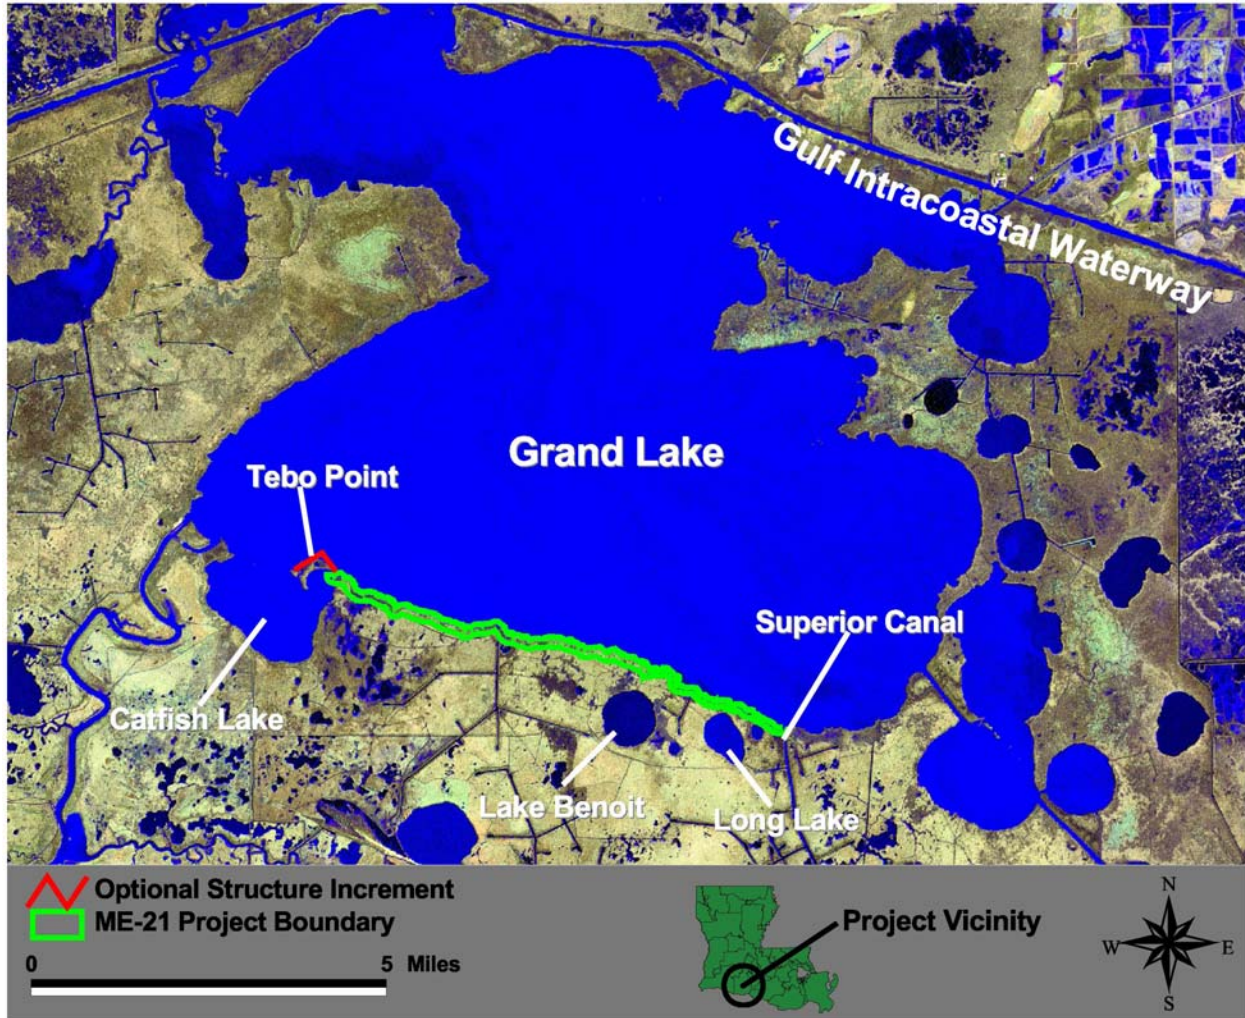 Gulf Intracoastal Waterway
Grand Lake
Tebo Point
Superior Canal
Catfish Lake
Lake Benoit
Long Lake
Optional Structure Increment
ME-21 Project Boundary
0 5 Miles
Project Vicinity
N
W E
S